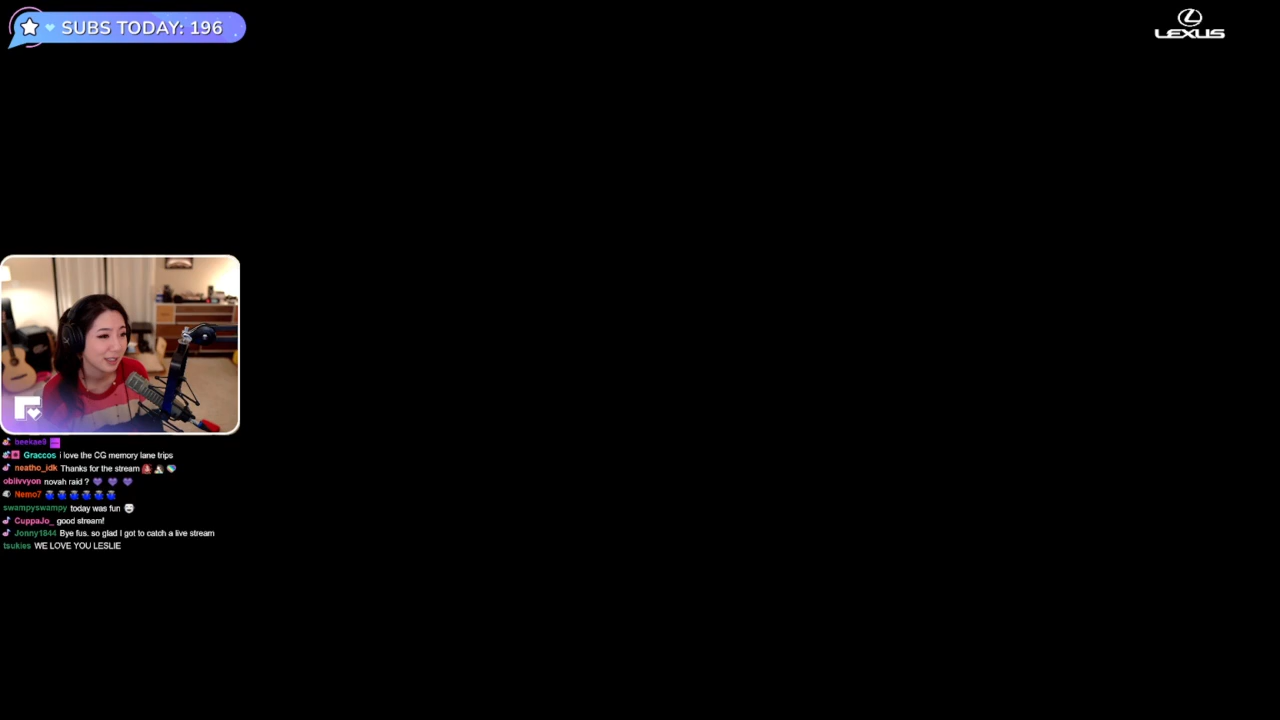 SUBS TODAY: 196
LEXUS
beekae9
Graccos i love the CG memory lane trips
neatho_idk Thanks for the stream
obiivvyon novah raid ?
Nemo7
swampyswampy today was fun
CuppaJo_ good stream!
Jonny1844 Bye fus. so glad I got to catch a live stream
tsukies WE LOVE YOU LESLIE